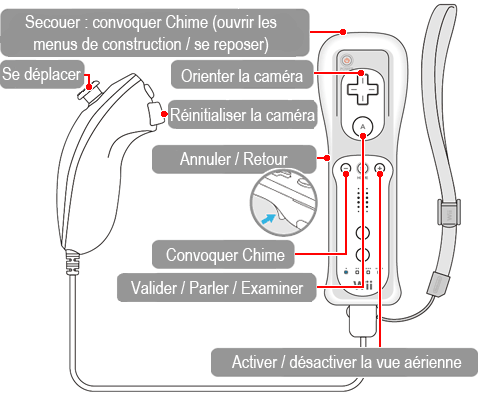 Secouer : convoquer Chime (ouvrir les
menus de construction / se reposer)
Se déplacer
Orienter la caméra
Réinitialiser la caméra
A
Annuler / Retour
Convoquer Chime
Valider / Parler / Examiner
Wii
Activer / désactiver la vue aérienne